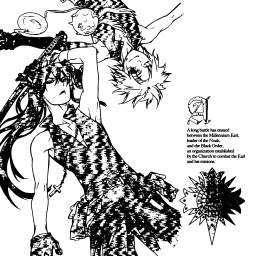 A long battle has ensued
between the Millennium Earl,
leader of the Noah,
and the Black Order,
an organization established
by the Church to combat the Earl
and his minions.